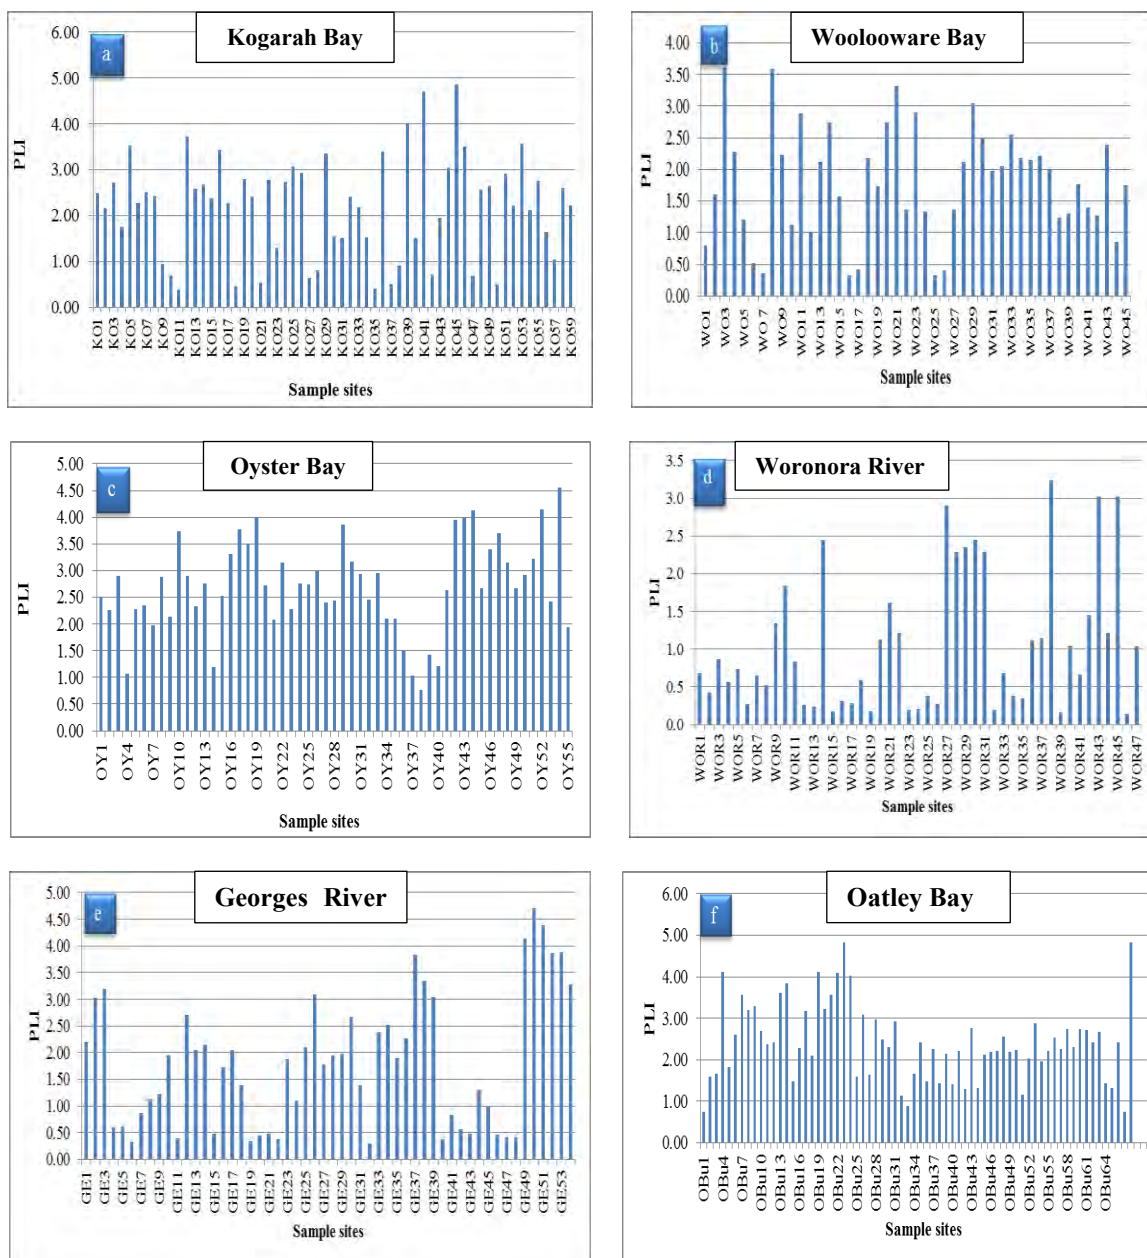 Kogarah Bay
a
6.00
5.00
4.00
3.00
2.00
1.00
0.00
PLI
KO1 KO3 KO5 KO7 KO9 KO11 KO13 KO15 KO17 KO19 KO21 KO23 KO25 KO27 KO29 KO31 KO33 KO35 KO37 KO39 KO41 KO43 KO45 KO47 KO49 KO51 KO53 KO55 KO57 KO59
Sample sites
Woolooware Bay
b
4.00
3.50
3.00
2.50
2.00
1.50
1.00
0.50
0.00
PLI
WO1 WO3 WO5 WO 7 WO9 WO11 WO13 WO15 WO17 WO19 WO21 WO23 WO25 WO27 WO29 WO31 WO33 WO35 WO37 WO39 WO41 WO43 WO45
Sample sites
Oyster Bay
c
5.00
4.50
4.00
3.50
3.00
2.50
2.00
1.50
1.00
0.50
0.00
PLI
OY1 OY4 OY7 OY10 OY13 OY16 OY19 OY22 OY25 OY28 OY31 OY34 OY37 OY40 OY43 OY46 OY49 OY52 OY55
Sample sites
Woronora River
d
3.5
3.0
2.5
2.0
1.5
1.0
0.5
0.0
PLI
WOR1 WOR3 WOR5 WOR7 WOR9 WOR11 WOR13 WOR15 WOR17 WOR19 WOR21 WOR23 WOR25 WOR27 WOR29 WOR31 WOR33 WOR35 WOR37 WOR39 WOR41 WOR43 WOR45 WOR47
Sample sites
Georges River
e
5.00
4.50
4.00
3.50
3.00
2.50
2.00
1.50
1.00
0.50
0.00
PLI
GE1 GE3 GE5 GE7 GE9 GE11 GE13 GE15 GE17 GE19 GE21 GE23 GE25 GE27 GE29 GE31 GE33 GE35 GE37 GE39 GE41 GE43 GE45 GE47 GE49 GE51 GE53
Sample sites
Oatley Bay
f
6.00
5.00
4.00
3.00
2.00
1.00
0.00
PLI
OBu1 OBu4 OBu7 OBu10 OBu13 OBu16 OBu19 OBu22 OBu25 OBu28 OBu31 OBu34 OBu37 OBu40 OBu43 OBu46 OBu49 OBu52 OBu55 OBu58 OBu61 OBu64
Sample sites